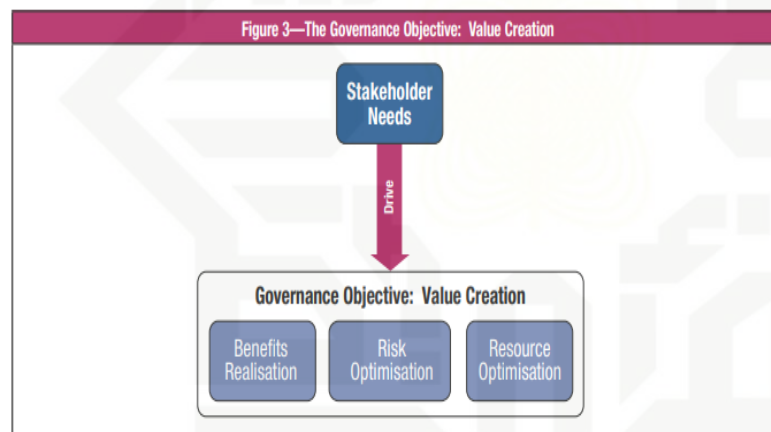 Figure 3—The Governance Objective: Value Creation
Stakeholder
Needs
Drive
Governance Objective: Value Creation
Benefits
Realisation
Risk
Optimisation
Resource
Optimisation